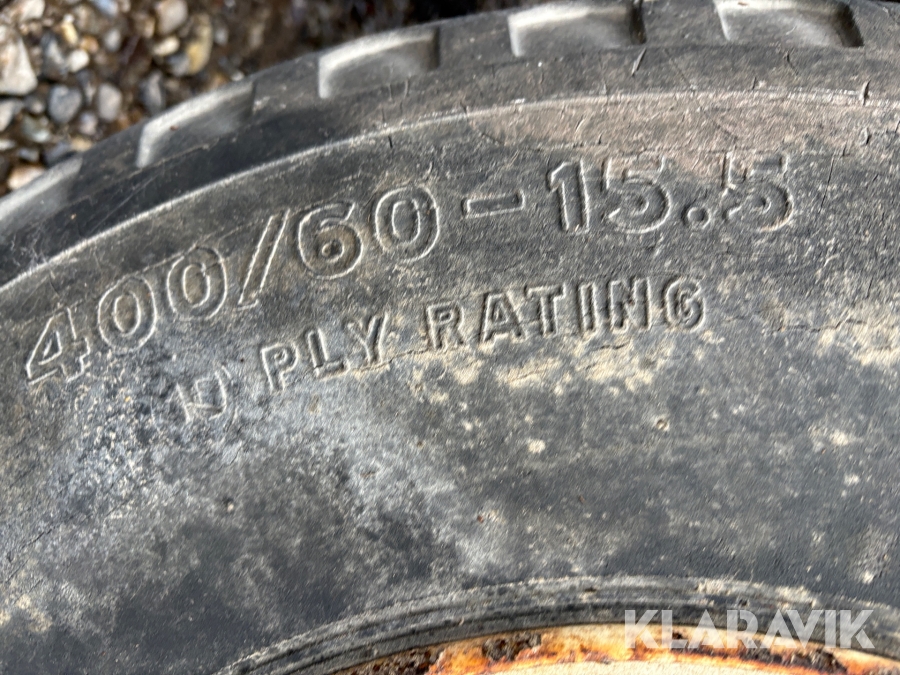 400/60-15.5
PLY RATING
KLARAVIK